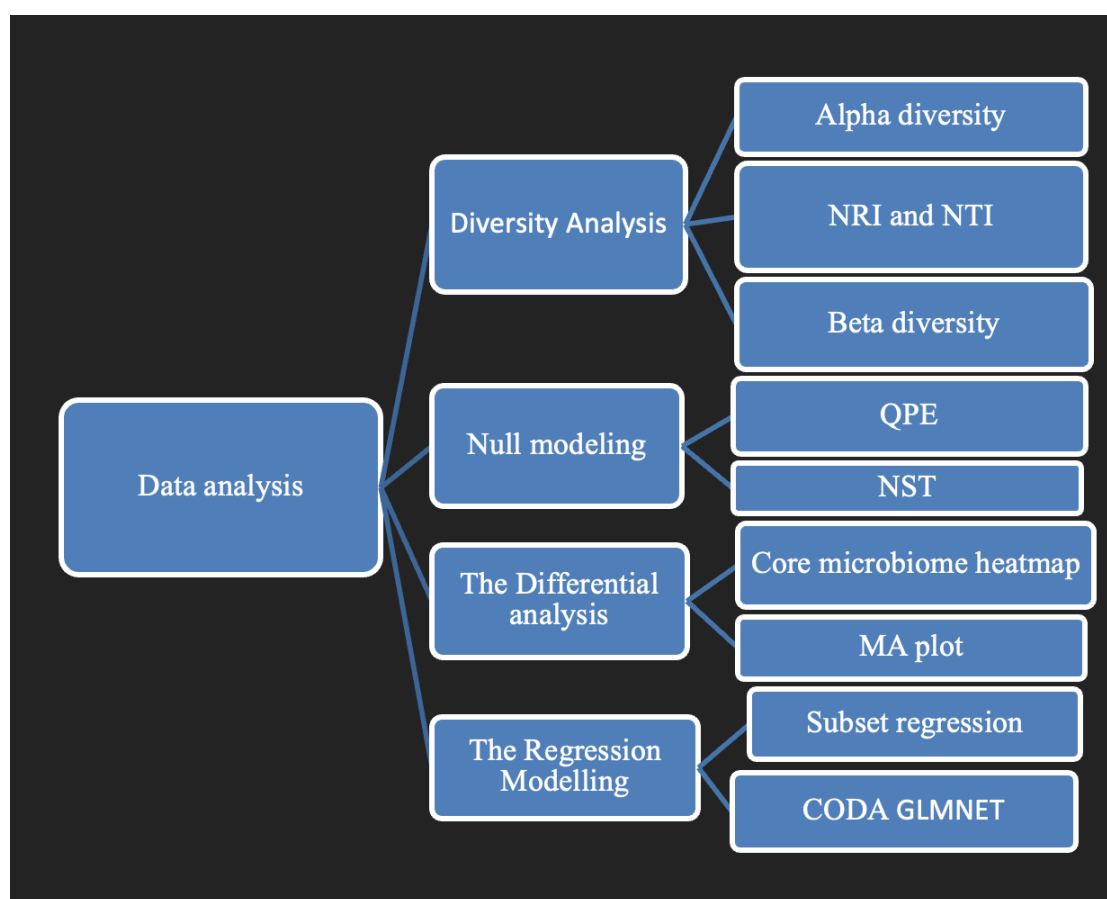 Data analysis
Diversity Analysis
Alpha diversity
NRI and NTI
Beta diversity
Null modeling
QPE
NST
The Differential
analysis
Core microbiome heatmap
MA plot
The Regression
Modelling
Subset regression
CODA GLMNET